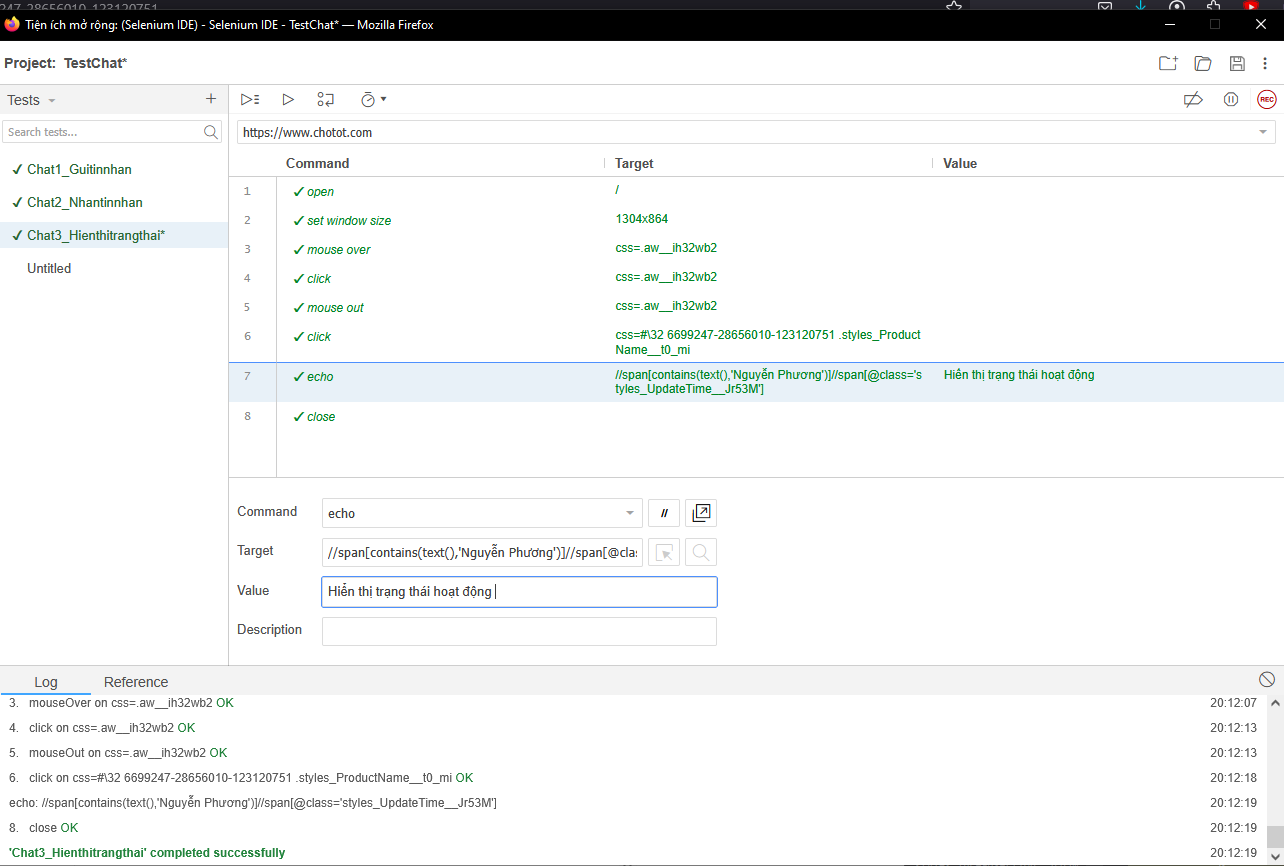 247-28656010-123120751
Tiện ích mở rộng: (Selenium IDE) - Selenium IDE - TestChat* — Mozilla Firefox
Project: TestChat*
Tests
Search tests...
Chat1_Guitinnhan
Chat2_Nhantinnhan
Chat3_Hienthitrangthai*
Untitled
REC
https://www.chotot.com
Command Target Value
1 open /
2 set window size 1304x864
3 mouse over css=.aw__ih32wb2
4 click css=.aw__ih32wb2
5 mouse out css=.aw__ih32wb2
6 click css=#\32 6699247-28656010-123120751 .styles_Product
Name__t0_mi
7 echo //span[contains(text(),'Nguyễn Phương')]//span[@class='s Hiển thị trạng thái hoạt động
tyles_UpdateTime__Jr53M']
8 close
Command echo //
Target //span[contains(text(),'Nguyễn Phương')]//span[@clas
Value Hiển thị trạng thái hoạt động
Description
Log Reference
3. mouseOver on css=.aw__ih32wb2 OK 20:12:07
4. click on css=.aw__ih32wb2 OK 20:12:13
5. mouseOut on css=.aw__ih32wb2 OK 20:12:13
6. click on css=#\32 6699247-28656010-123120751 .styles_ProductName__t0_mi OK 20:12:18
echo: //span[contains(text(),'Nguyễn Phương')]//span[@class='styles_UpdateTime__Jr53M'] 20:12:19
8. close OK 20:12:19
'Chat3_Hienthitrangthai' completed successfully 20:12:19